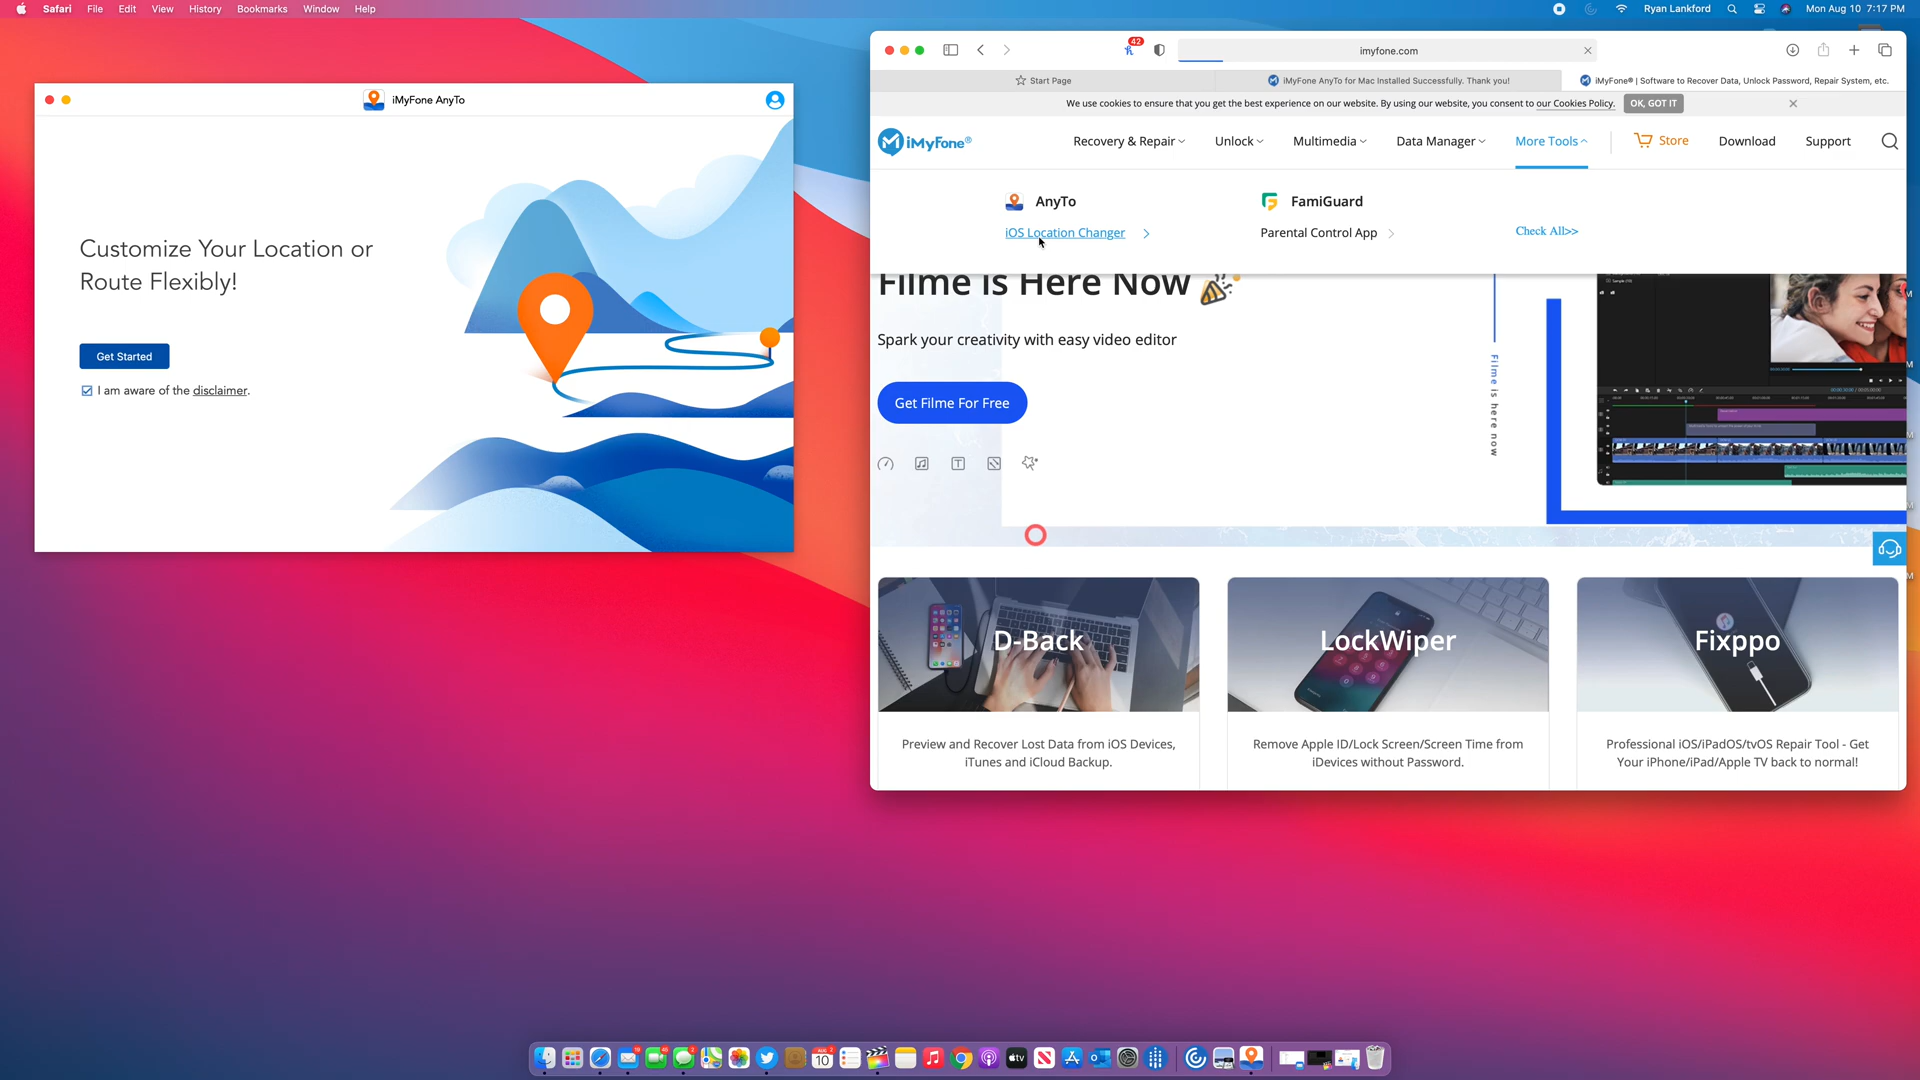 Safari File Edit View History Bookmarks Window Help
Ryan Lankford Mon Aug 10 7:17 PM
iMyFone AnyTo
Customize Your Location or
Route Flexibly!
Get Started
I am aware of the disclaimer.
42
imyfone.com
Start Page
iMyFone AnyTo for Mac Installed Successfully. Thank you!
iMyFone® | Software to Recover Data, Unlock Password, Repair System, etc.
We use cookies to ensure that you get the best experience on our website. By using our website, you consent to our Cookies Policy. OK, GOT IT
iMyFone®
Recovery & Repair Unlock Multimedia Data Manager More Tools Store Download Support
AnyTo
iOS Location Changer
FamiGuard
Parental Control App
Check All>>
Filme is Here Now
Spark your creativity with easy video editor
Get Filme For Free
Filme is here now
D-Back
Preview and Recover Lost Data from iOS Devices,
iTunes and iCloud Backup.
LockWiper
Remove Apple ID/Lock Screen/Screen Time from
iDevices without Password.
Fixppo
Professional iOS/iPadOS/tvOS Repair Tool - Get
Your iPhone/iPad/Apple TV back to normal!